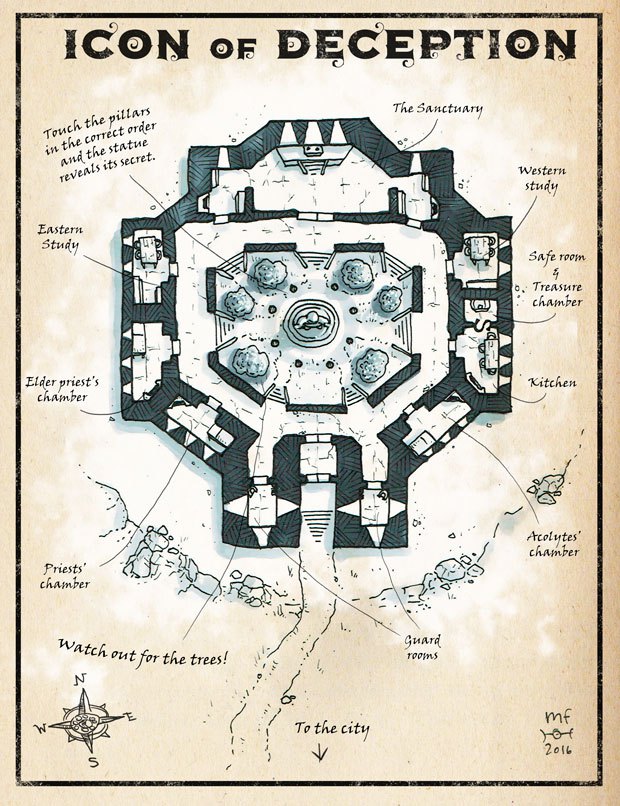 ICON OF DECEPTION
Touch the pillars
in the correct order
and the statue
reveals its secret.
The Sanctuary
Western
study
Eastern
Study
Safe room
&
Treasure
chamber
Elder priest's
chamber
Kitchen
Priests'
chamber
Acolytes'
chamber
Watch out for the trees!
Guard
rooms
N
W E
S
To the city
mf
2016